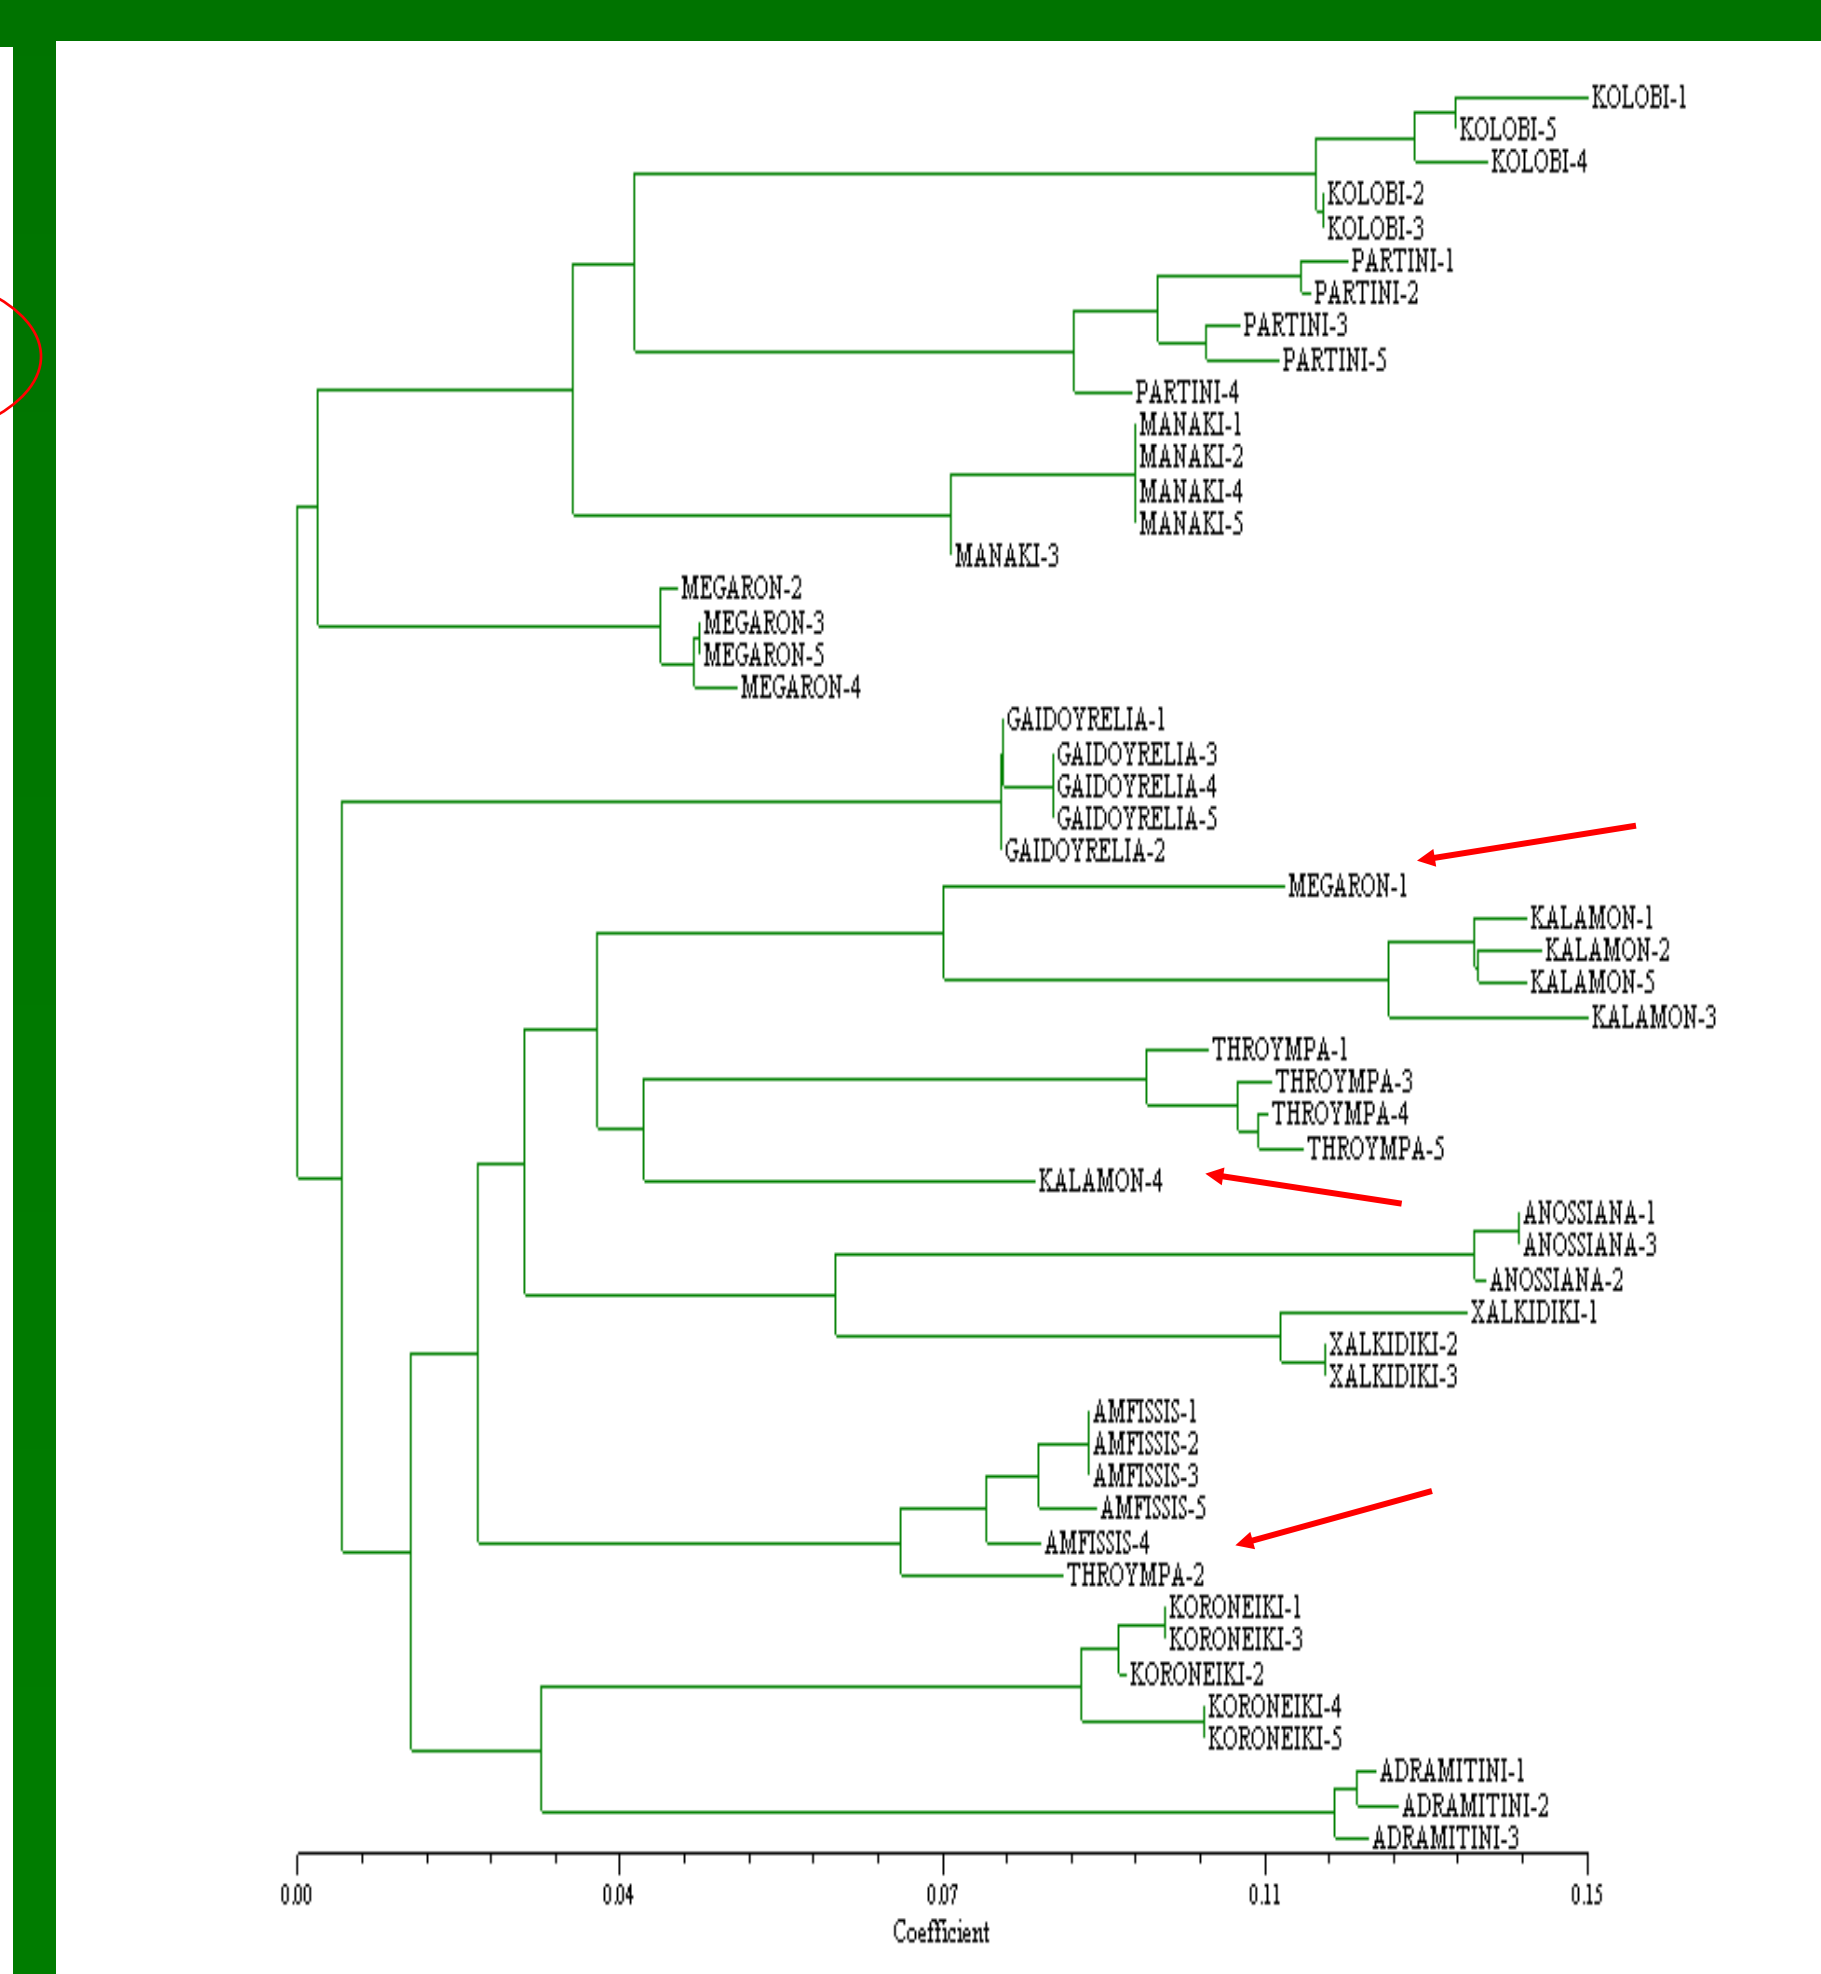 KOLOBI-1
KOLOBI-5
KOLOBI-4
KOLOBI-2
KOLOBI-3
PARTINI-1
PARTINI-2
PARTINI-3
PARTINI-5
PARTINI-4
MANAKI-1
MANAKI-2
MANAKI-4
MANAKI-5
MANAKI-3
MEGARON-2
MEGARON-3
MEGARON-5
MEGARON-4
GAIDOYRELIA-1
GAIDOYRELIA-3
GAIDOYRELIA-4
GAIDOYRELIA-5
GAIDOYRELIA-2
MEGARON-1
KALAMON-1
KALAMON-2
KALAMON-5
KALAMON-3
THROYMPA-1
THROYMPA-3
THROYMPA-4
THROYMPA-5
KALAMON-4
ANOSSIANA-1
ANOSSIANA-3
ANOSSIANA-2
XALKIDIKI-1
XALKIDIKI-2
XALKIDIKI-3
AMFISSIS-1
AMFISSIS-2
AMFISSIS-3
AMFISSIS-5
AMFISSIS-4
THROYMPA-2
KORONEIKI-1
KORONEIKI-3
KORONEIKI-2
KORONEIKI-4
KORONEIKI-5
ADRAMITINI-1
ADRAMITINI-2
ADRAMITINI-3
0.00 0.04 0.07 0.11 0.15
Coefficient